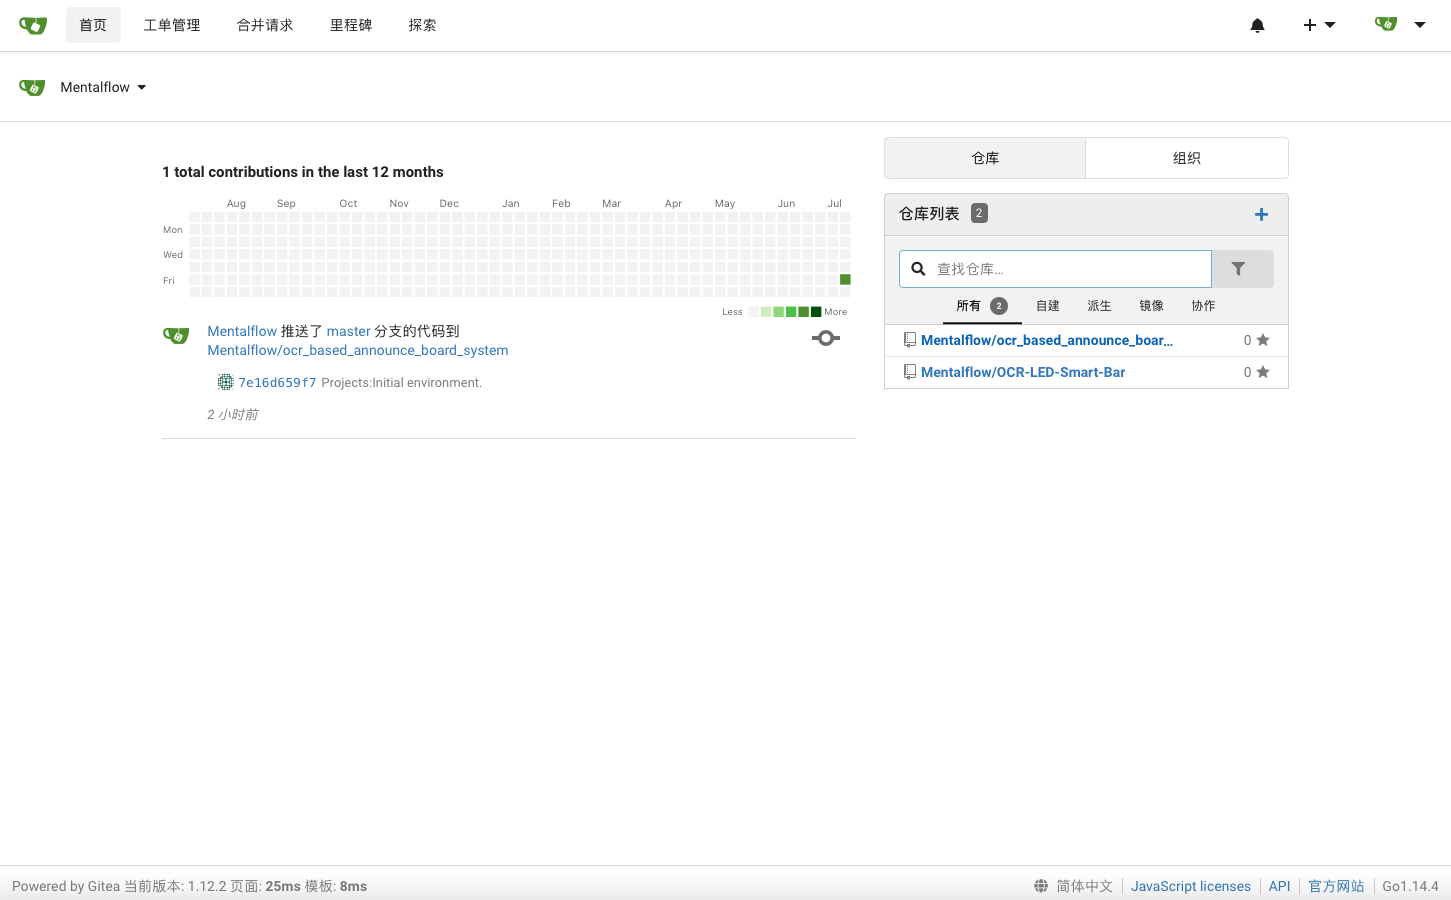 首页 工单管理 合并请求 里程碑 探索
Mentalflow
1 total contributions in the last 12 months
Aug Sep Oct Nov Dec Jan Feb Mar Apr May Jun Jul
Mon
Wed
Fri
Less More
Mentalflow 推送了 master 分支的代码到
Mentalflow/ocr_based_announce_board_system
7e16d659f7 Projects:Initial environment.
2 小时前
仓库 组织
仓库列表 2
查找仓库...
所有 2 自建 派生 镜像 协作
Mentalflow/ocr_based_announce_boar... 0
Mentalflow/OCR-LED-Smart-Bar 0
Powered by Gitea 当前版本: 1.12.2 页面: 25ms 模板: 8ms
简体中文 JavaScript licenses API 官方网站 Go1.14.4